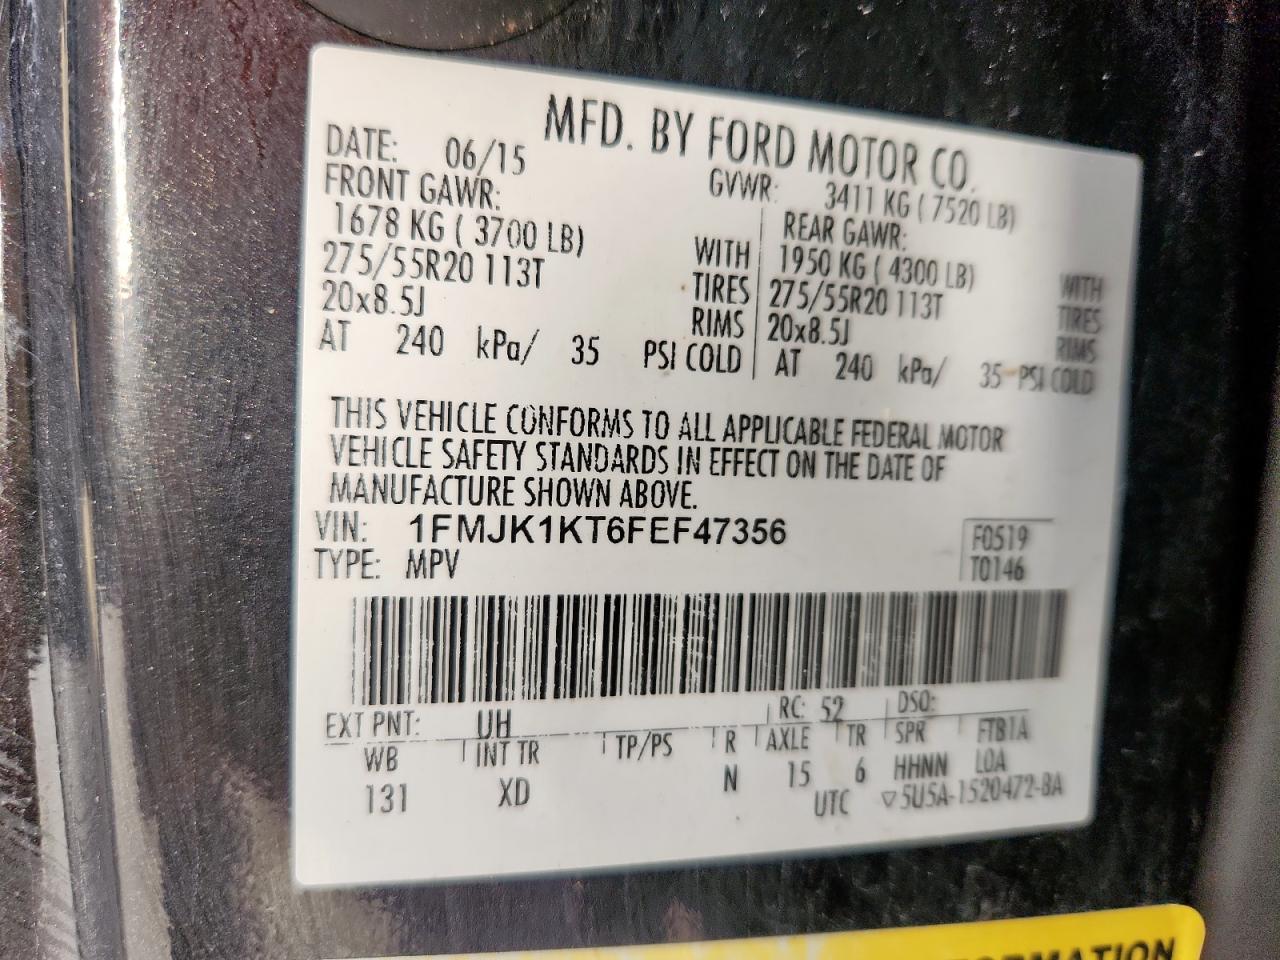 MFD. BY FORD MOTOR CO.
DATE: 06/15 GVWR: 3411 KG ( 7520 LB)
FRONT GAWR: REAR GAWR:
1678 KG ( 3700 LB) WITH 1950 KG ( 4300 LB) WITH
275/55R20 113T TIRES 275/55R20 113T TIRES
20x8.5J RIMS 20x8.5J RIMS
AT 240 kPa/ 35 PSI COLD AT 240 kPa/ 35 PSI COLD
THIS VEHICLE CONFORMS TO ALL APPLICABLE FEDERAL MOTOR
VEHICLE SAFETY STANDARDS IN EFFECT ON THE DATE OF
MANUFACTURE SHOWN ABOVE.
VIN: 1FMJK1KT6FEF47356 F0519
TYPE: MPV T0146
EXT PNT: UH RC: 52 DSO:
WB INT TR TP/PS R AXLE TR SPR FTB1A
131 XD N 15 6 HHNN L0A
UTC ▽5U5A-1520472-BA